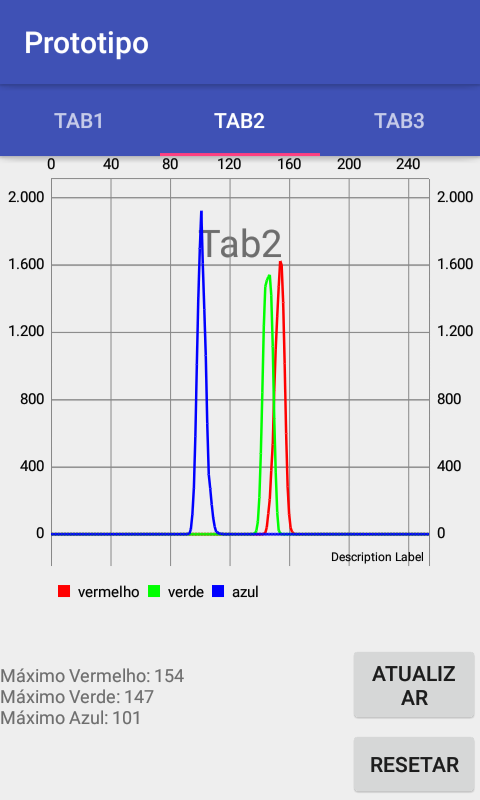 Prototipo
TAB1 TAB2 TAB3
0 40 80 120 160 200 240
2.000 2.000
Tab2
1.600 1.600
1.200 1.200
800 800
400 400
0 0
Description Label
vermelho verde azul
Máximo Vermelho: 154
Máximo Verde: 147
Máximo Azul: 101
ATUALIZ
AR
RESETAR